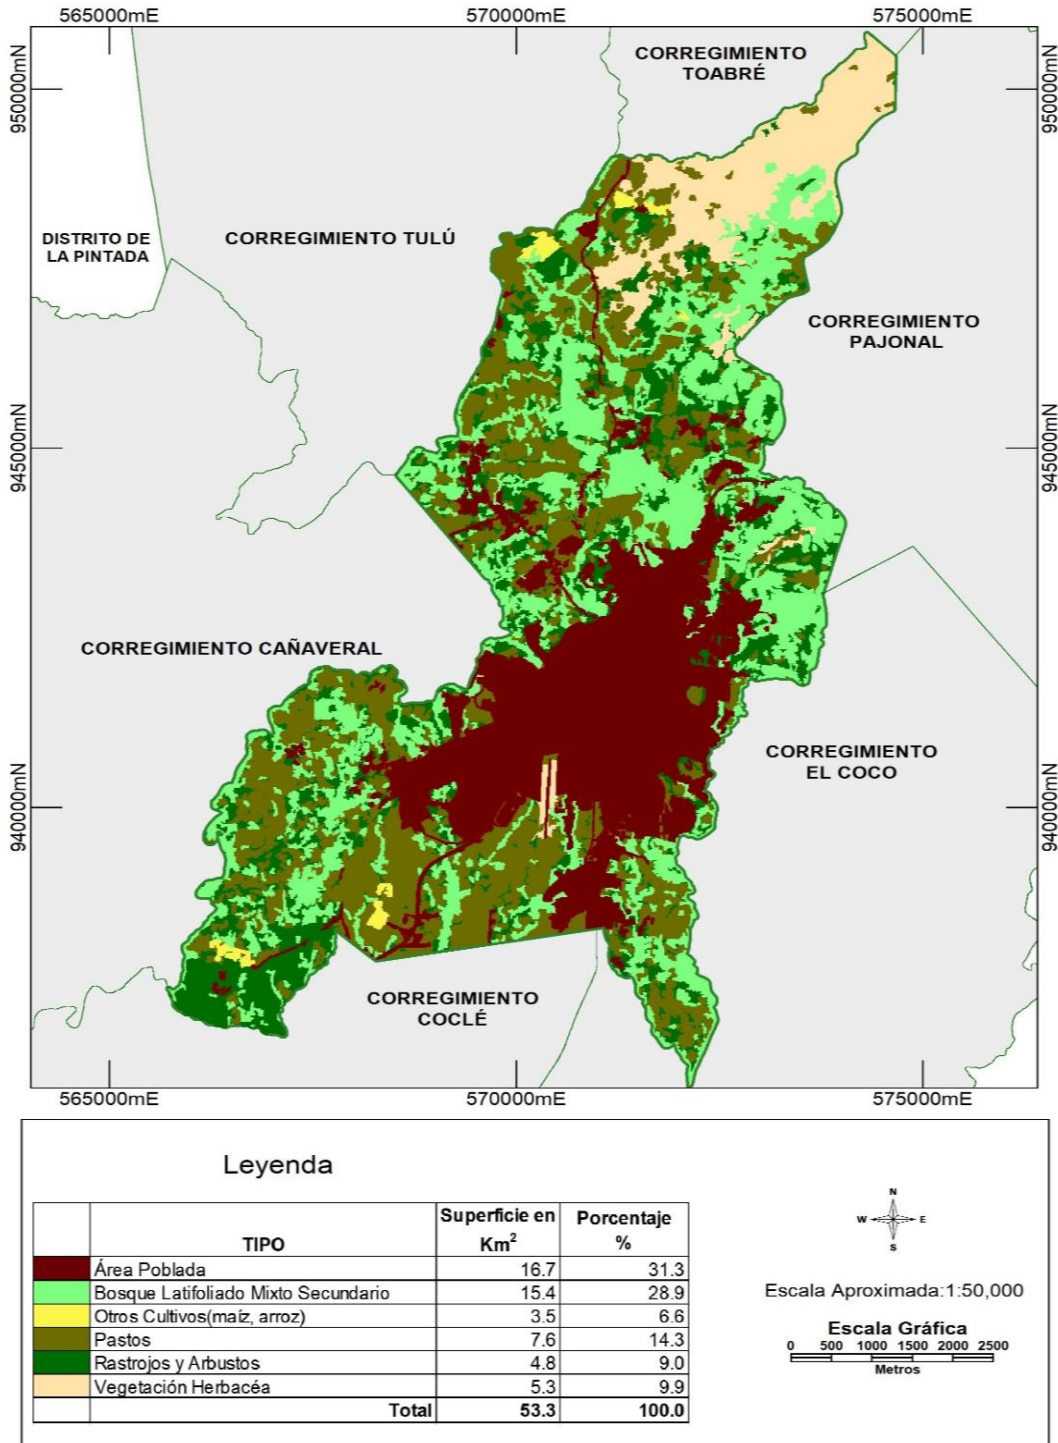 565000mE 570000mE 575000mE
950000mN 950000mN
CORREGIMIENTO
TOABRÉ
DISTRITO DE
LA PINTADA
CORREGIMIENTO TULÚ
CORREGIMIENTO
PAJONAL
945000mN 945000mN
CORREGIMIENTO CAÑAVERAL
CORREGIMIENTO
EL COCO
940000mN 940000mN
CORREGIMIENTO
COCLÉ
565000mE 570000mE 575000mE
Leyenda
TIPO Superficie en Km² Porcentaje %
Área Poblada 16.7 31.3
Bosque Latifoliado Mixto Secundario 15.4 28.9
Otros Cultivos(maíz, arroz) 3.5 6.6
Pastos 7.6 14.3
Rastrojos y Arbustos 4.8 9.0
Vegetación Herbacéa 5.3 9.9
Total 53.3 100.0
N
W E
S
Escala Aproximada:1:50,000
Escala Gráfica
0 500 1000 1500 2000 2500
Metros